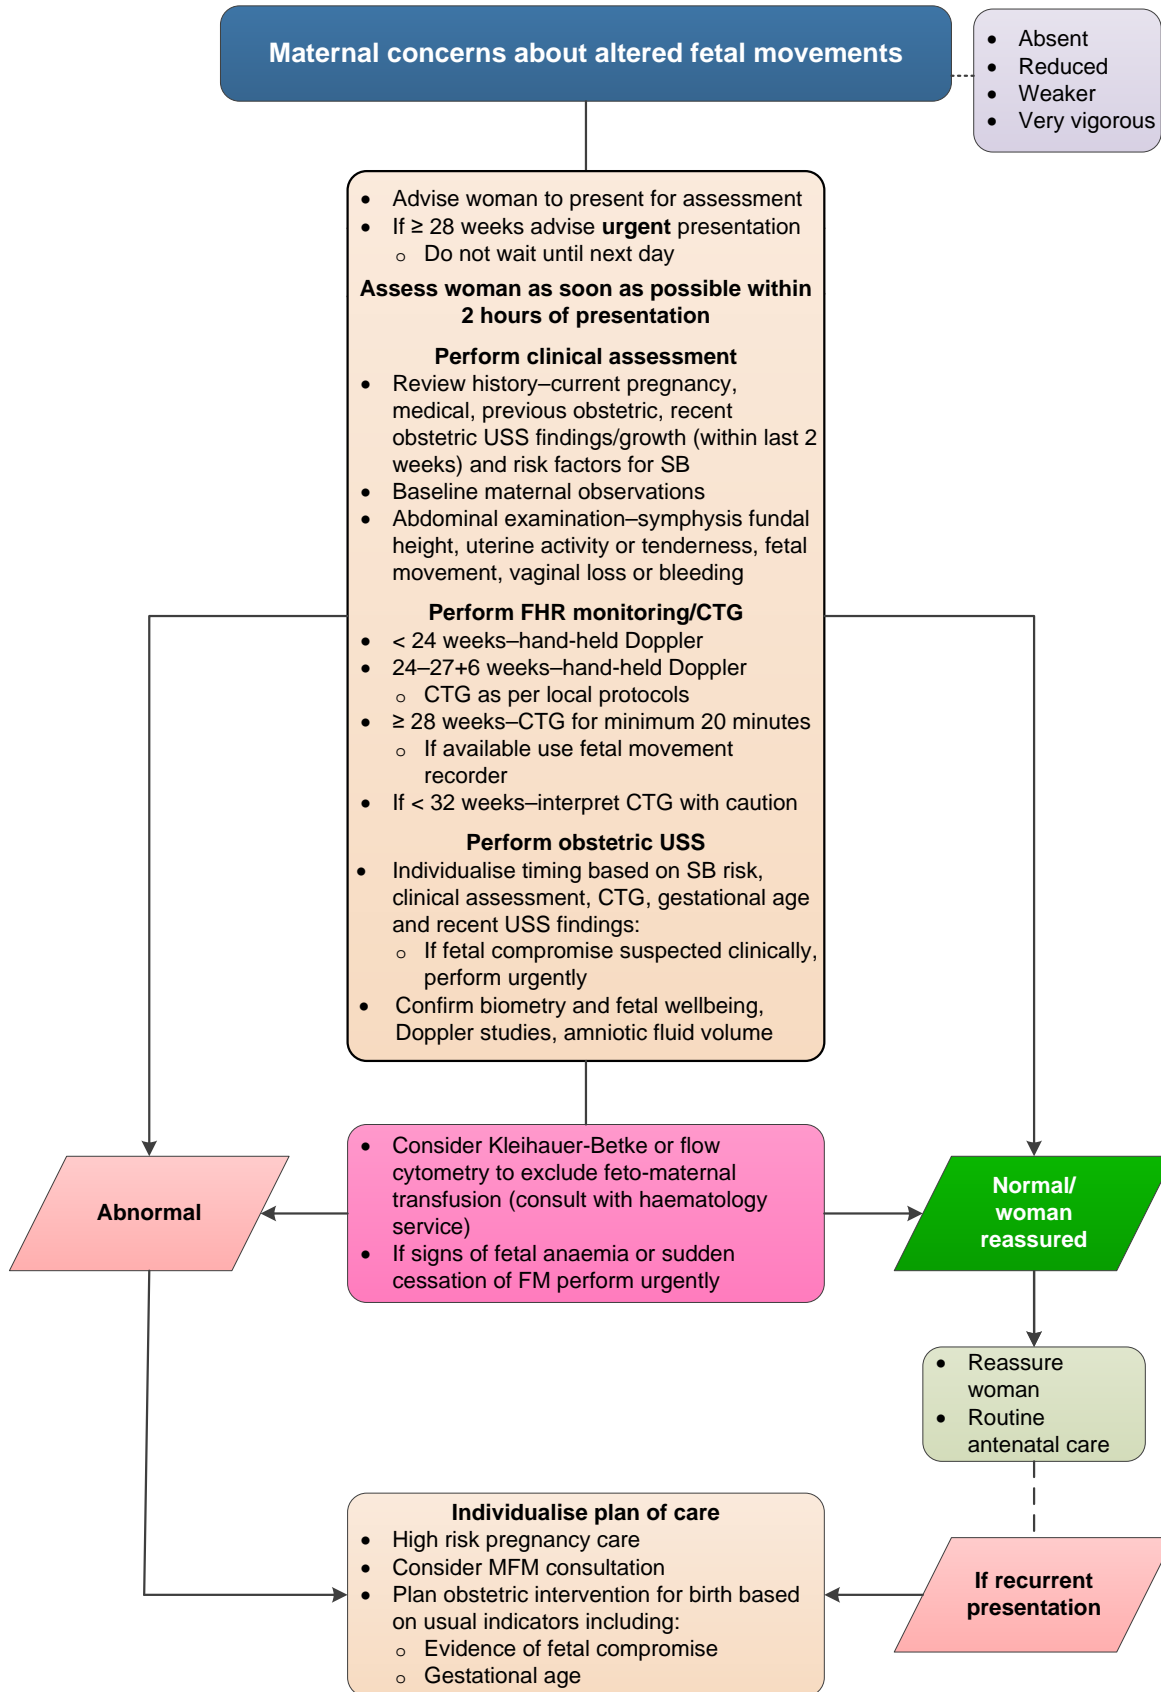 Maternal concerns about altered fetal movements
• Absent
• Reduced
• Weaker
• Very vigorous
• Advise woman to present for assessment
• If ≥ 28 weeks advise urgent presentation
o Do not wait until next day
Assess woman as soon as possible within
2 hours of presentation
Perform clinical assessment
• Review history–current pregnancy,
medical, previous obstetric, recent
obstetric USS findings/growth (within last 2
weeks) and risk factors for SB
• Baseline maternal observations
• Abdominal examination–symphysis fundal
height, uterine activity or tenderness, fetal
movement, vaginal loss or bleeding
Perform FHR monitoring/CTG
• < 24 weeks–hand-held Doppler
• 24–27+6 weeks–hand-held Doppler
o CTG as per local protocols
• ≥ 28 weeks–CTG for minimum 20 minutes
o If available use fetal movement
recorder
• If < 32 weeks–interpret CTG with caution
Perform obstetric USS
• Individualise timing based on SB risk,
clinical assessment, CTG, gestational age
and recent USS findings:
o If fetal compromise suspected clinically,
perform urgently
• Confirm biometry and fetal wellbeing,
Doppler studies, amniotic fluid volume
• Consider Kleihauer-Betke or flow
cytometry to exclude feto-maternal
transfusion (consult with haematology
service)
• If signs of fetal anaemia or sudden
cessation of FM perform urgently
Abnormal
Normal/
woman
reassured
• Reassure
woman
• Routine
antenatal care
If recurrent
presentation
Individualise plan of care
• High risk pregnancy care
• Consider MFM consultation
• Plan obstetric intervention for birth based
on usual indicators including:
o Evidence of fetal compromise
o Gestational age